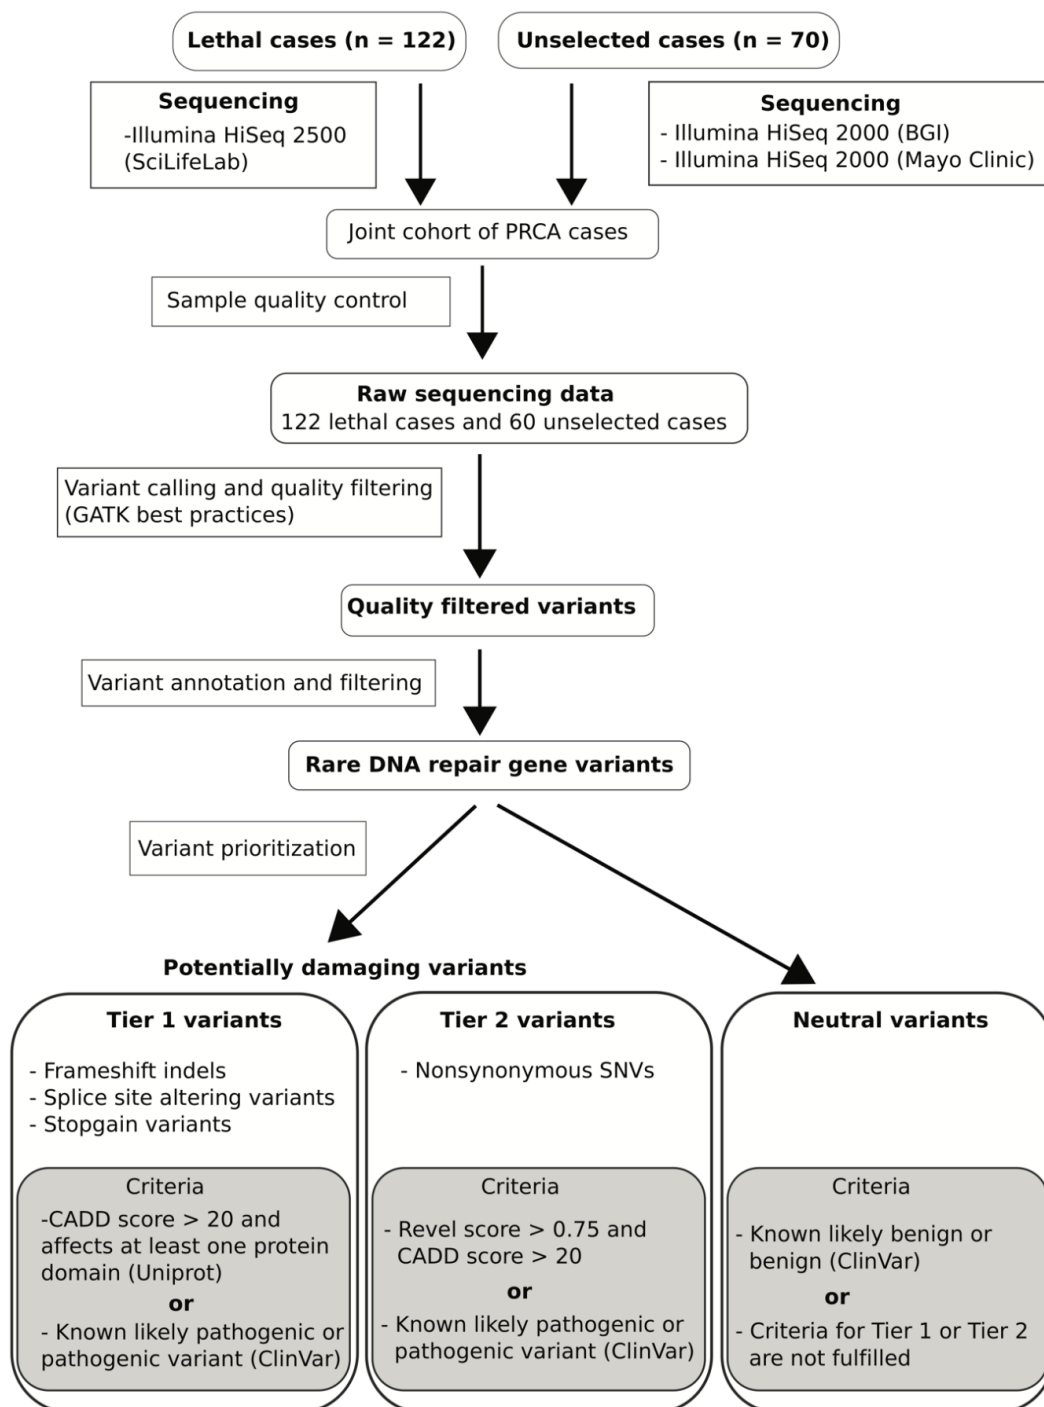 Lethal cases (n = 122)
Unselected cases (n = 70)
Sequencing
-Illumina HiSeq 2500
(SciLifeLab)
Sequencing
- Illumina HiSeq 2000 (BGI)
- Illumina HiSeq 2000 (Mayo Clinic)
Joint cohort of PRCA cases
Sample quality control
Raw sequencing data
122 lethal cases and 60 unselected cases
Variant calling and quality filtering
(GATK best practices)
Quality filtered variants
Variant annotation and filtering
Rare DNA repair gene variants
Variant prioritization
Potentially damaging variants
Tier 1 variants
- Frameshift indels
- Splice site altering variants
- Stopgain variants
Criteria
-CADD score > 20 and
affects at least one protein
domain (Uniprot)
or
- Known likely pathogenic or
pathogenic variant (ClinVar)
Tier 2 variants
- Nonsynonymous SNVs
Criteria
- Revel score > 0.75 and
CADD score > 20
or
- Known likely pathogenic or
pathogenic variant (ClinVar)
Neutral variants
Criteria
- Known likely benign or
benign (ClinVar)
or
- Criteria for Tier 1 or Tier 2
are not fulfilled